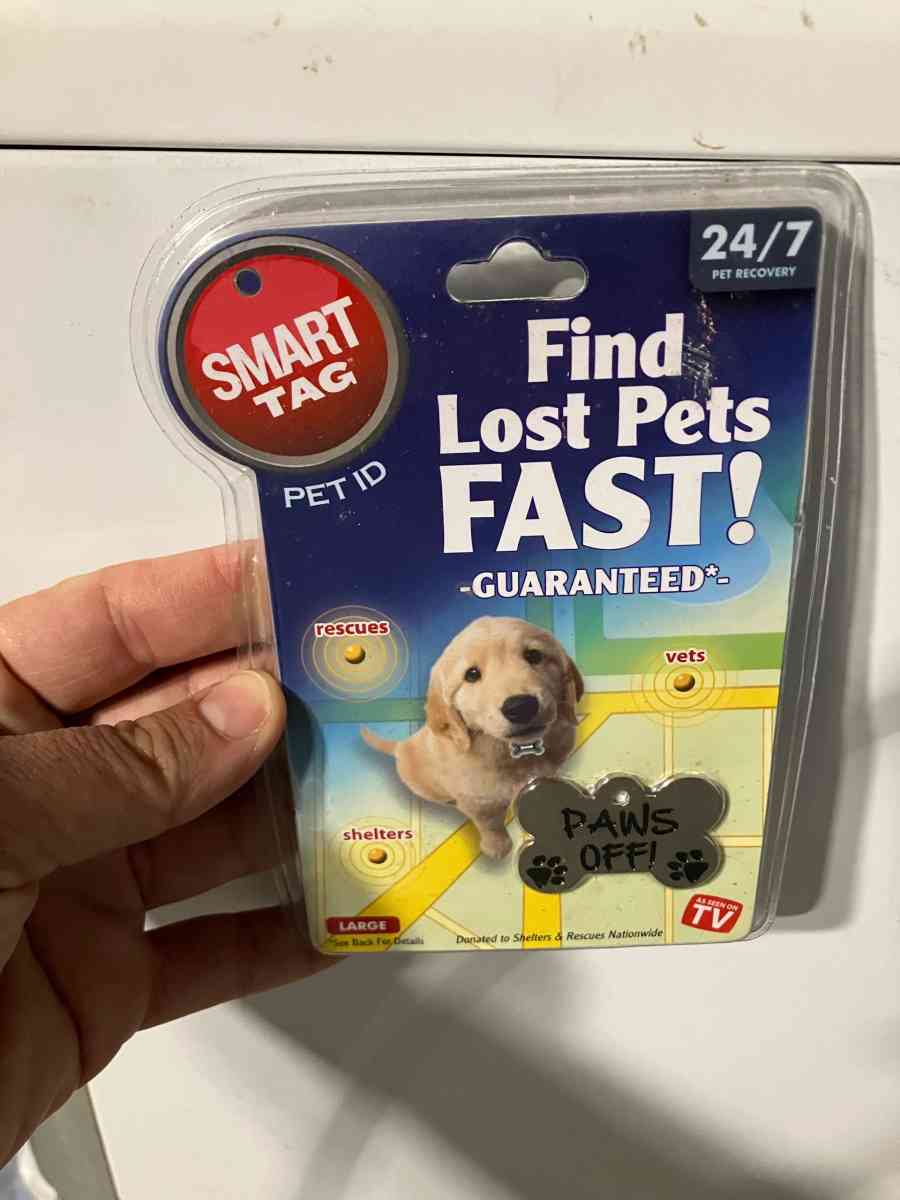 SMART
TAG
PET ID
24/7
PET RECOVERY
Find
Lost Pets
FAST!
-GUARANTEED*-
rescues
vets
shelters
PAWS
OFF!
LARGE
*See Back For Details
Donated to Shelters & Rescues Nationwide
AS SEEN ON
TV